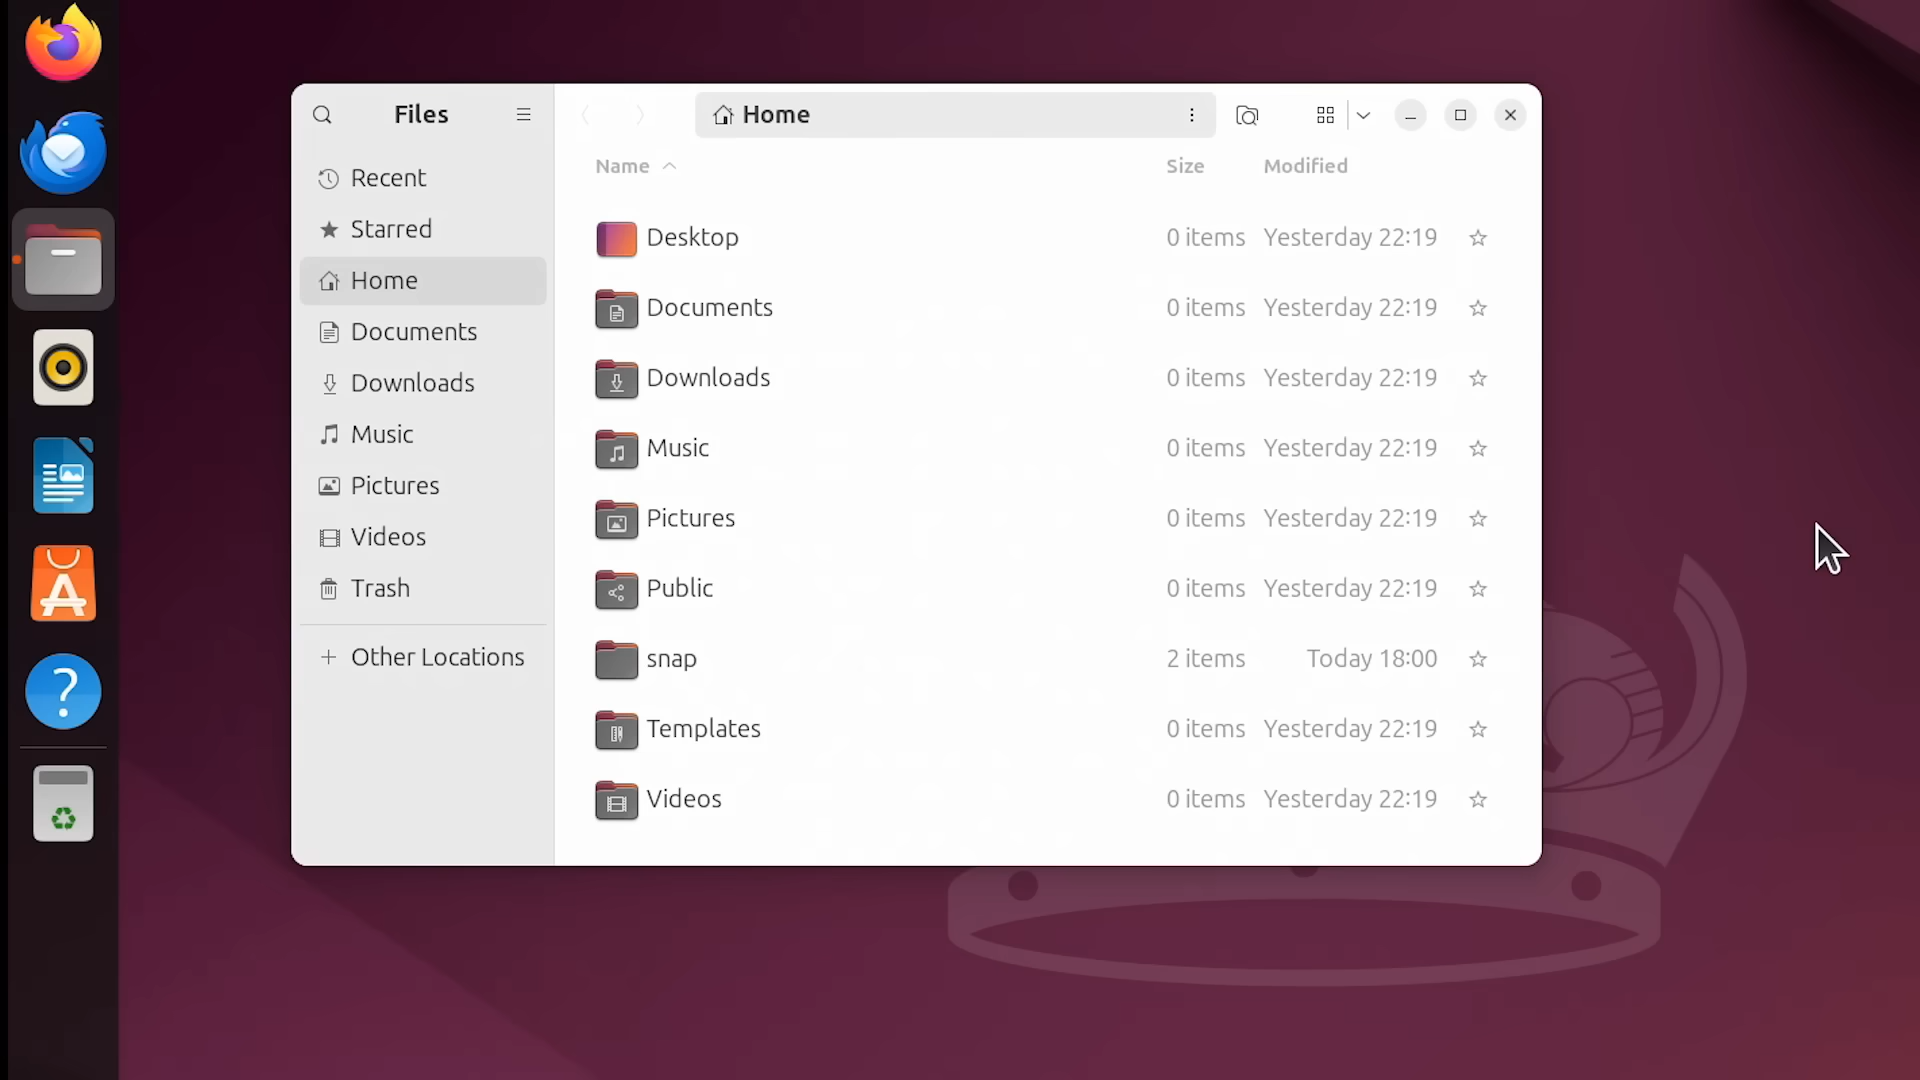 Files
Home
Recent
Starred
Home
Documents
Downloads
Music
Pictures
Videos
Trash
Other Locations
Name Size Modified
Desktop 0 items Yesterday 22:19
Documents 0 items Yesterday 22:19
Downloads 0 items Yesterday 22:19
Music 0 items Yesterday 22:19
Pictures 0 items Yesterday 22:19
Public 0 items Yesterday 22:19
snap 2 items Today 18:00
Templates 0 items Yesterday 22:19
Videos 0 items Yesterday 22:19